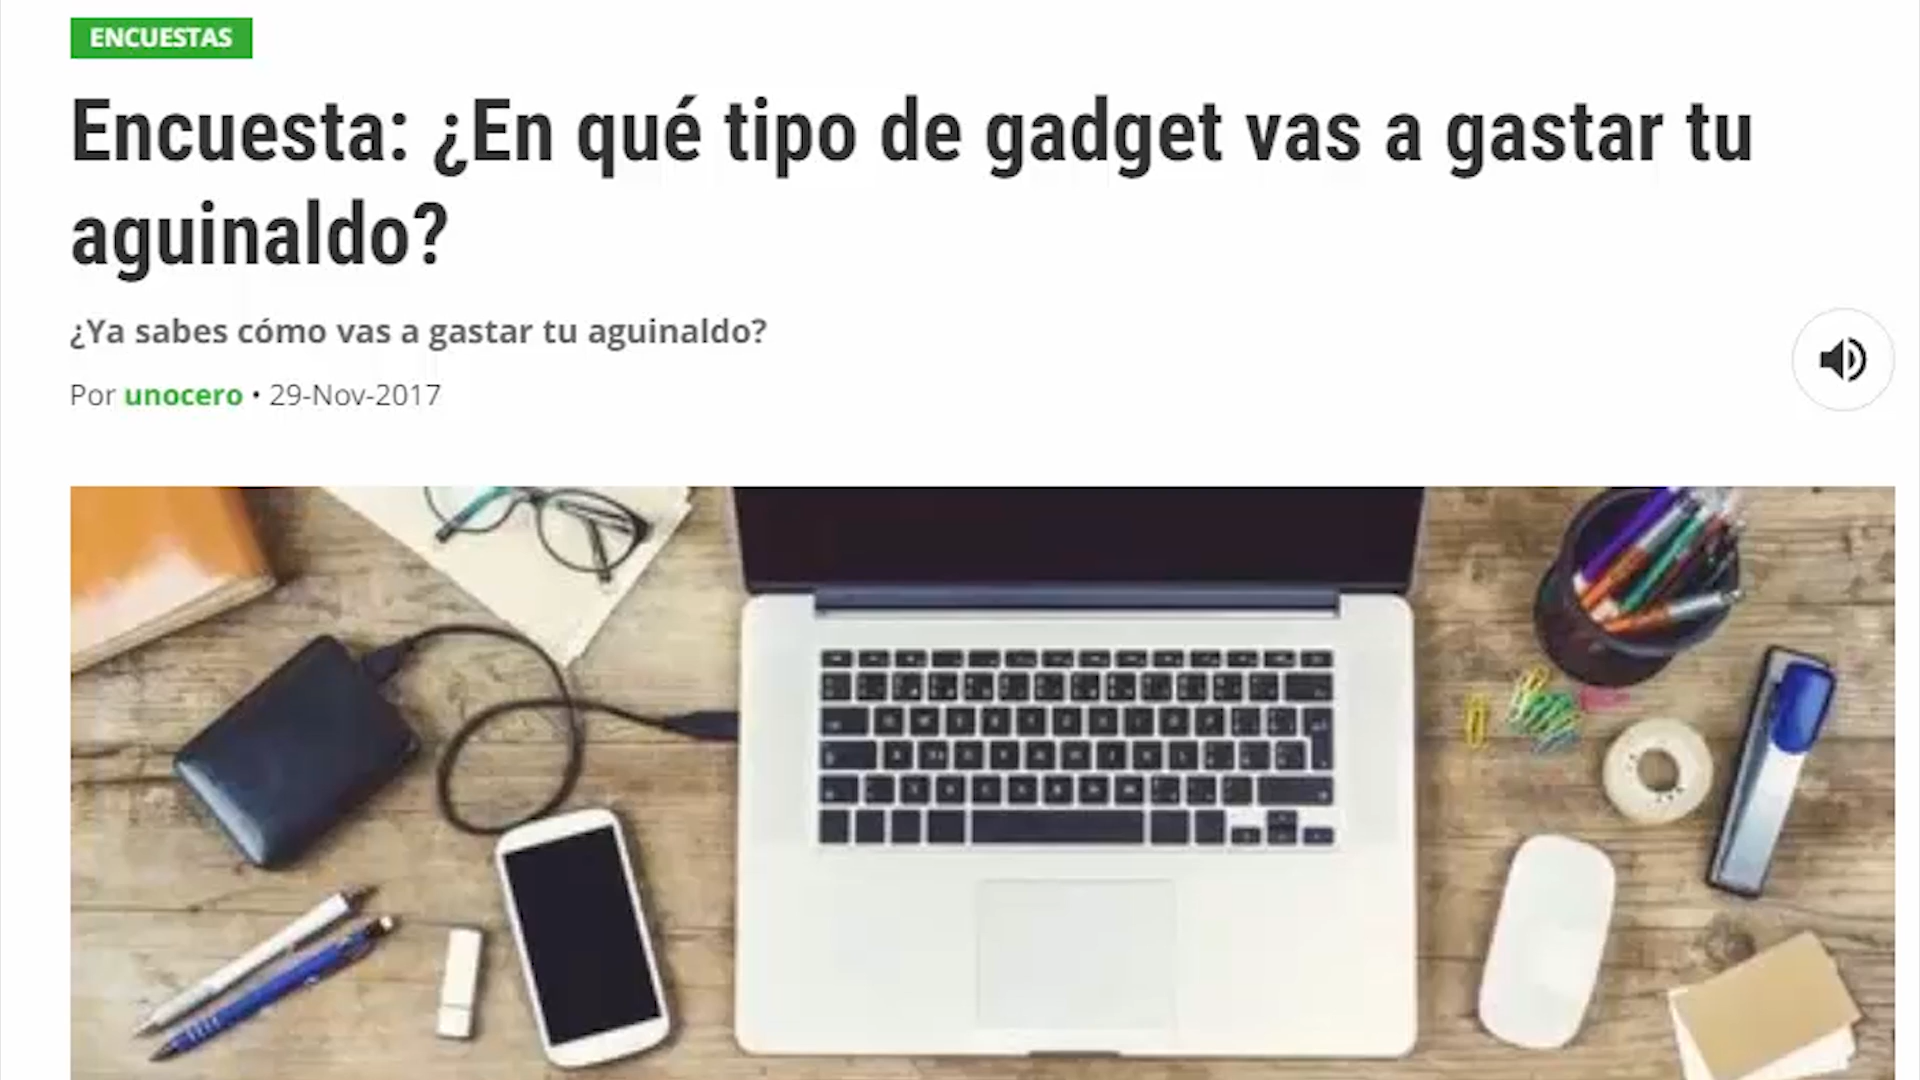 ENCUESTAS
Encuesta: ¿En qué tipo de gadget vas a gastar tu
aguinaldo?
¿Ya sabes cómo vas a gastar tu aguinaldo?
Por unocero • 29-Nov-2017